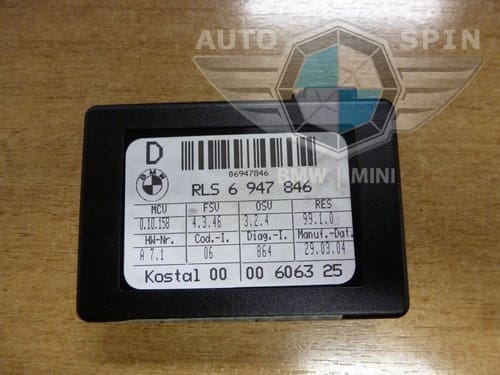 AUTO SPIN
BMW | MINI
D
06947846
BMW
RLS 6 947 846
MCV FSV OSV RES
0.10.158 4.3.46 3.2.4 99.1.0
HW-Nr. Cod.-I. Diag.-I. Manuf.-Dat.
A 7.1 06 864 29.03.04
Kostal 00 00 6063 25